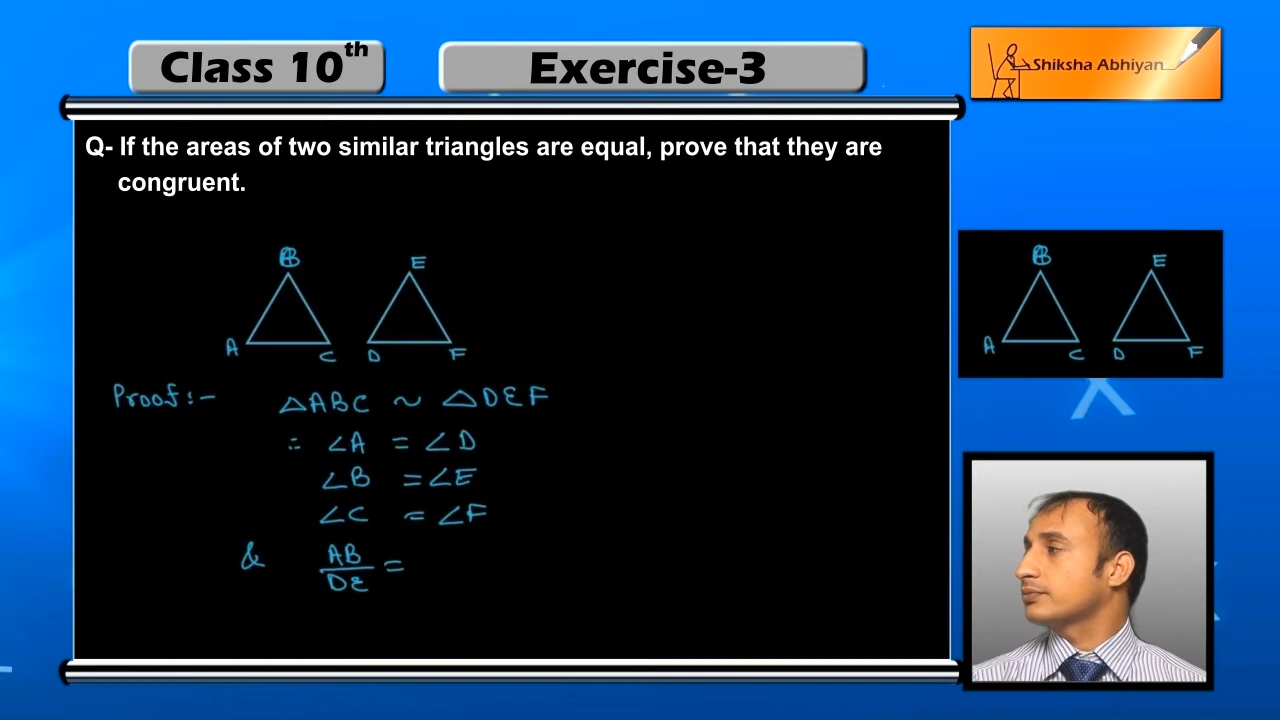 Class 10th
Exercise-3
Shiksha Abhiyan
Q- If the areas of two similar triangles are equal, prove that they are
congruent.
B E
A C D F
B E
A C D F
Proof :-
△ABC ~ △DEF
= ∠A = ∠D
∠B = ∠E
∠C = ∠F
& AB/DE =